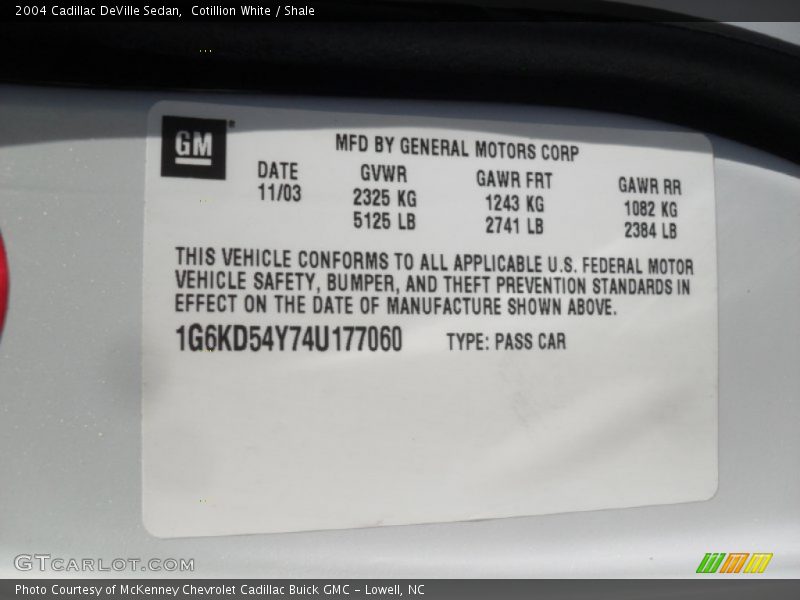 2004 Cadillac DeVille Sedan,  Cotillion White / Shale
GM
MFD BY GENERAL MOTORS CORP
DATE GVWR GAWR FRT GAWR RR
11/03 2325 KG 1243 KG 1082 KG
5125 LB 2741 LB 2384 LB
THIS VEHICLE CONFORMS TO ALL APPLICABLE U.S. FEDERAL MOTOR
VEHICLE SAFETY, BUMPER, AND THEFT PREVENTION STANDARDS IN
EFFECT ON THE DATE OF MANUFACTURE SHOWN ABOVE.
1G6KD54Y74U177060 TYPE: PASS CAR
GTCARLOT.COM
Photo Courtesy of McKenney Chevrolet Cadillac Buick GMC - Lowell, NC